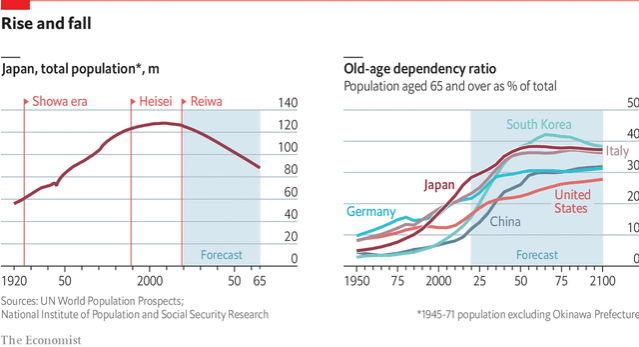 Rise and fall
Japan, total population*, m
Showa era
Heisei
Reiwa
140
120
100
80
60
40
20
0
Forecast
1920
50
2000
50
65
Old-age dependency ratio
Population aged 65 and over as % of total
50
40
30
20
10
0
South Korea
Italy
Japan
Germany
United
States
China
Forecast
1950
75
2000
25
50
75
2100
Sources: UN World Population Prospects;
National Institute of Population and Social Security Research
*1945-71 population excluding Okinawa Prefecture
The Economist